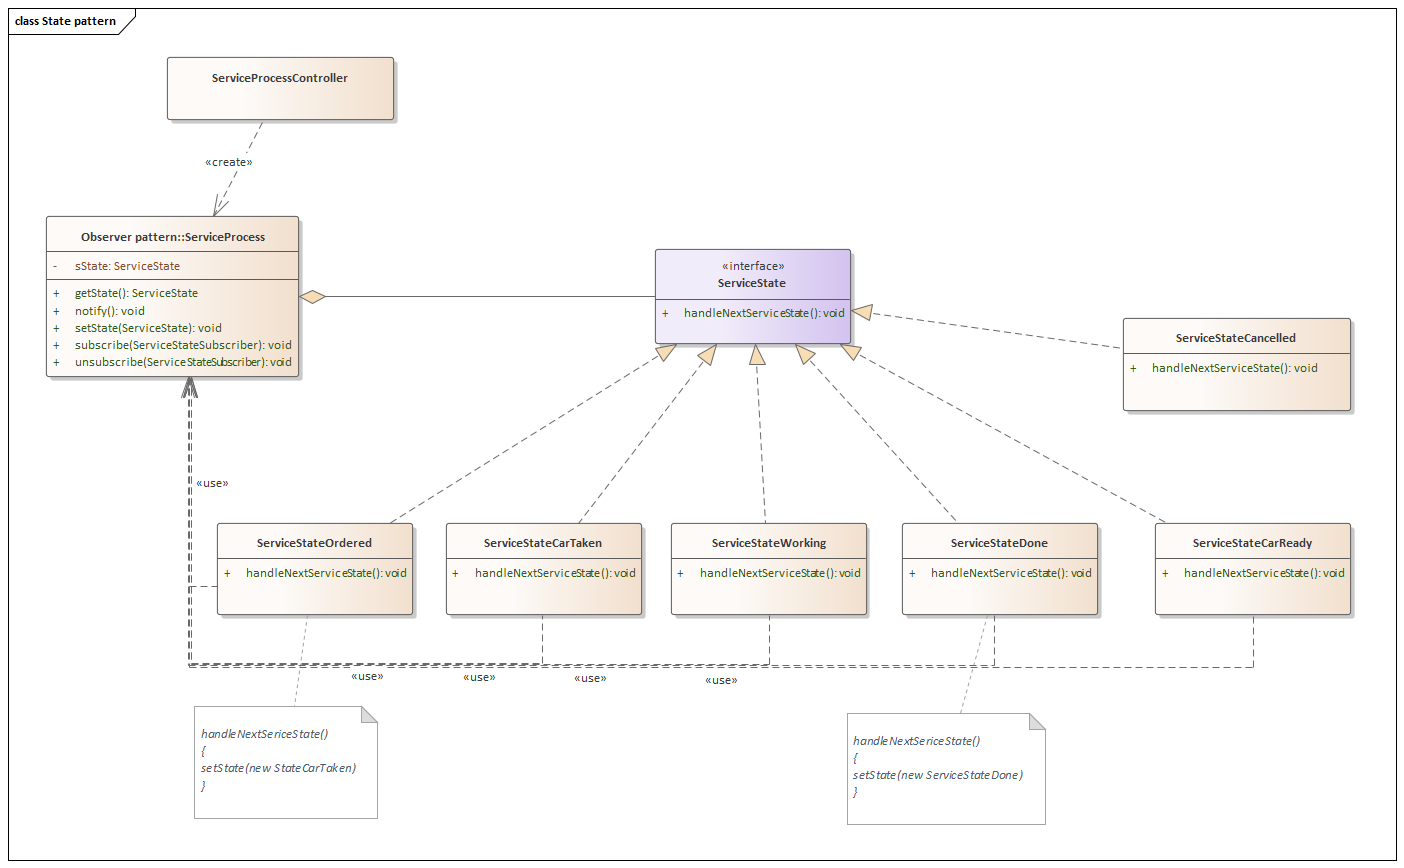 class State pattern
ServiceProcessController
«create»
Observer pattern::ServiceProcess
- sState: ServiceState
+ getState(): ServiceState
+ notify(): void
+ setState(ServiceState): void
+ subscribe(ServiceStateSubscriber): void
+ unsubscribe(ServiceStateSubscriber): void
«interface»
ServiceState
+ handleNextServiceState(): void
ServiceStateCancelled
+ handleNextServiceState(): void
«use»
ServiceStateOrdered
+ handleNextServiceState(): void
ServiceStateCarTaken
+ handleNextServiceState(): void
ServiceStateWorking
+ handleNextServiceState(): void
ServiceStateDone
+ handleNextServiceState(): void
ServiceStateCarReady
+ handleNextServiceState(): void
«use»
«use»
«use»
«use»
handleNextSericeState()
{
setState(new StateCarTaken)
}
handleNextSericeState()
{
setState(new ServiceStateDone)
}